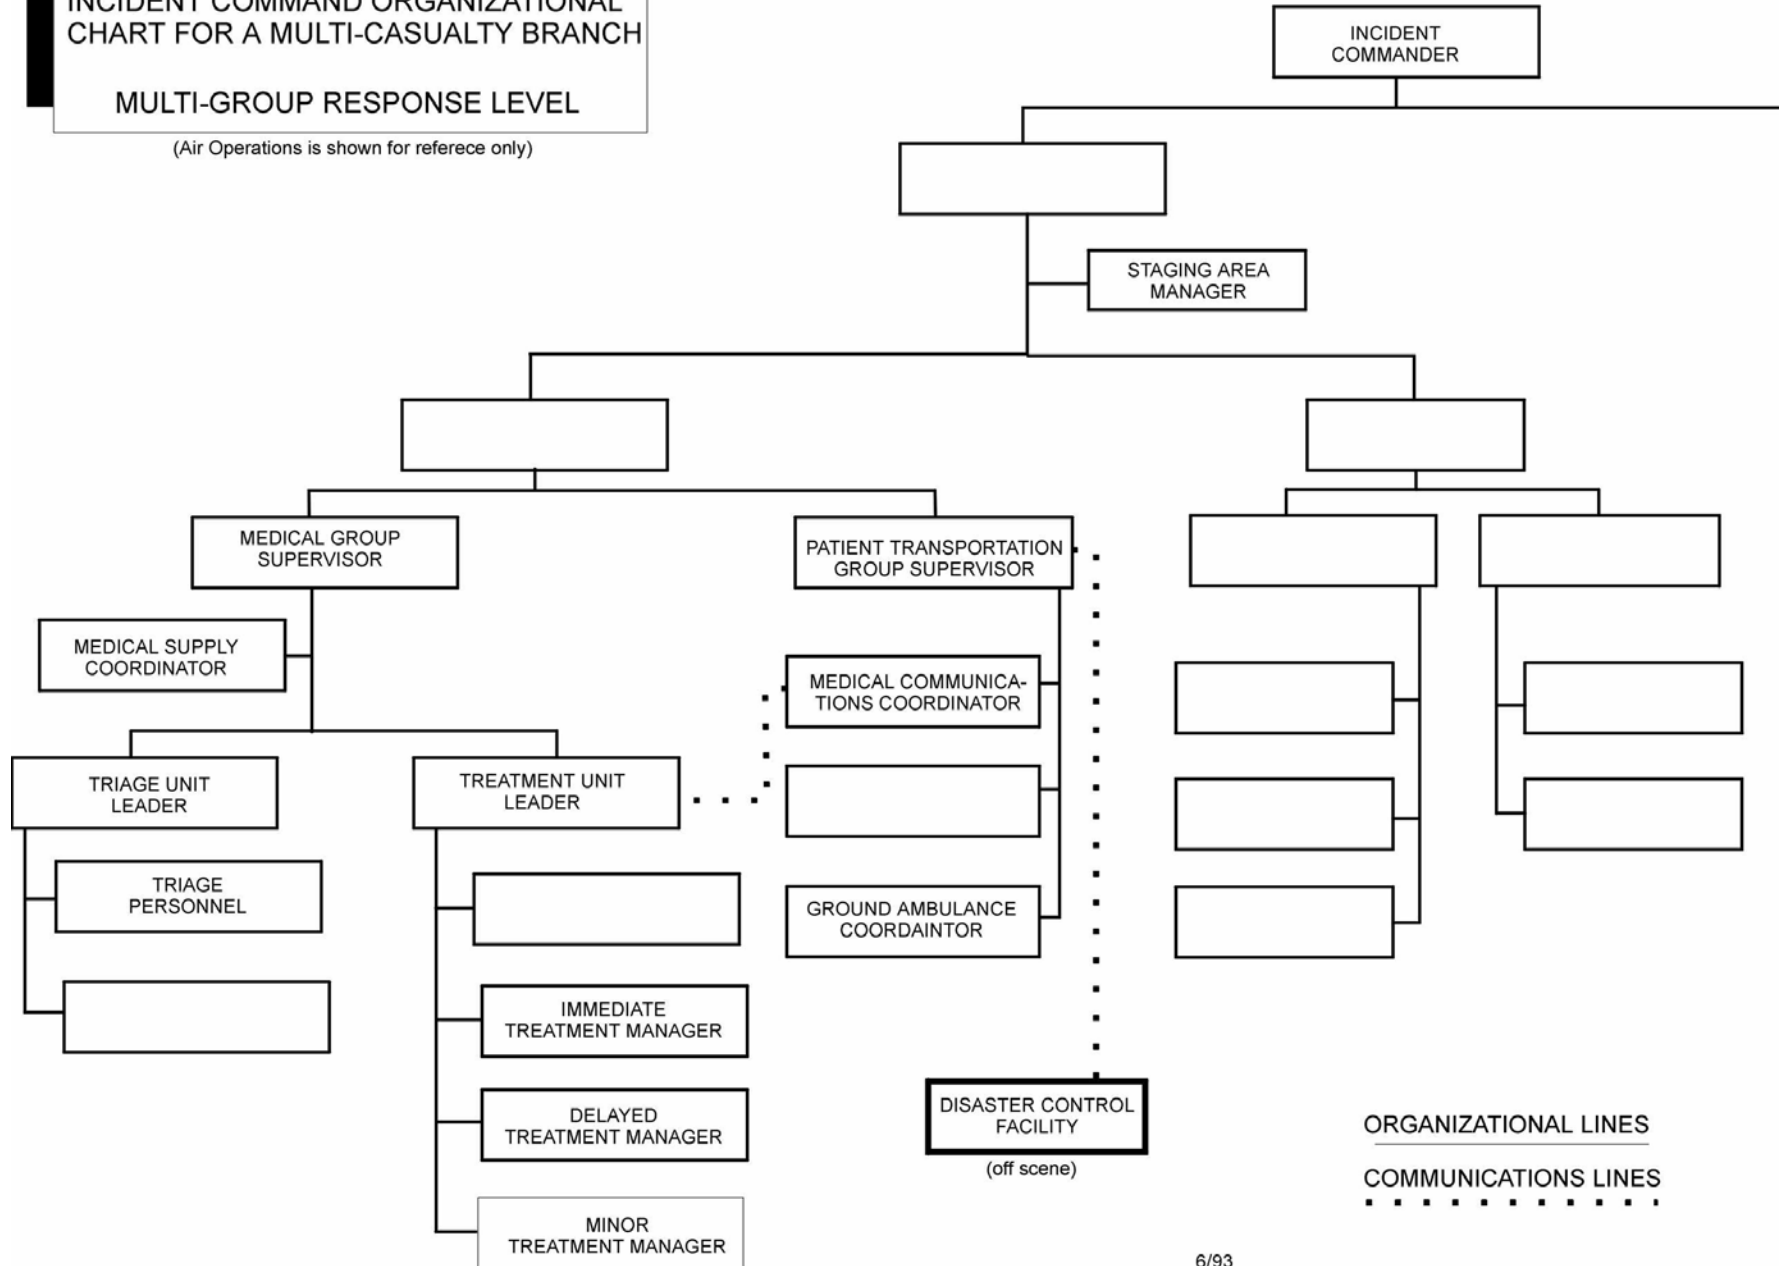 INCIDENT COMMAND ORGANIZATIONAL
CHART FOR A MULTI-CASUALTY BRANCH
MULTI-GROUP RESPONSE LEVEL
(Air Operations is shown for referece only)
INCIDENT
COMMANDER
STAGING AREA
MANAGER
MEDICAL GROUP
SUPERVISOR
PATIENT TRANSPORTATION
GROUP SUPERVISOR
MEDICAL SUPPLY
COORDINATOR
MEDICAL COMMUNICA-
TIONS COORDINATOR
TRIAGE UNIT
LEADER
TREATMENT UNIT
LEADER
TRIAGE
PERSONNEL
GROUND AMBULANCE
COORDAINTOR
IMMEDIATE
TREATMENT MANAGER
DELAYED
TREATMENT MANAGER
MINOR
TREATMENT MANAGER
DISASTER CONTROL
FACILITY
(off scene)
ORGANIZATIONAL LINES
COMMUNICATIONS LINES
6/93